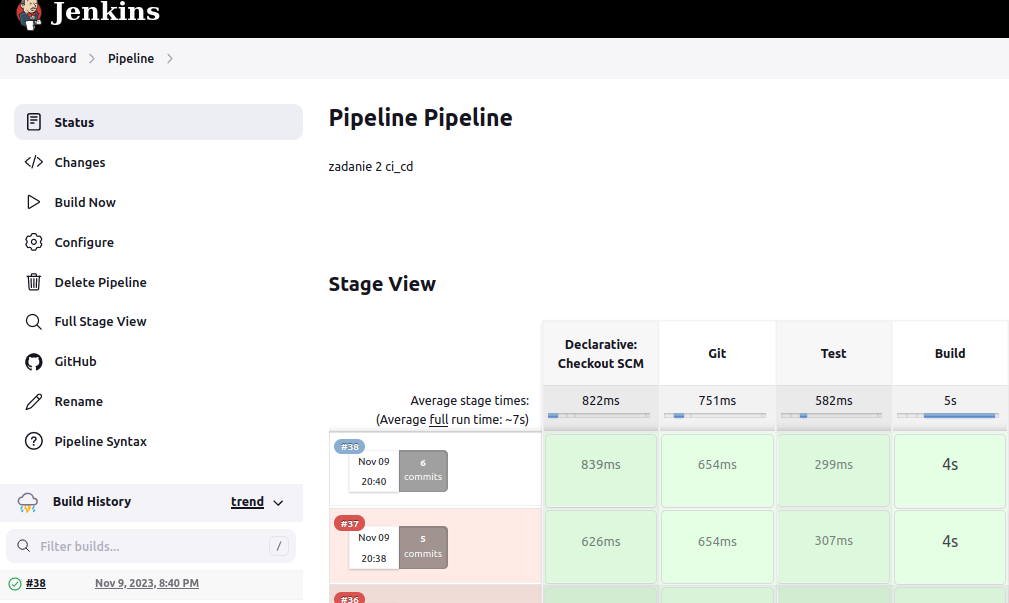 Jenkins
Dashboard
Pipeline
Status
Changes
Build Now
Configure
Delete Pipeline
Full Stage View
GitHub
Rename
Pipeline Syntax
Build History
trend
Filter builds...
/
#38
Nov 9, 2023, 8:40 PM
Pipeline Pipeline
zadanie 2 ci_cd
Stage View
Declarative:
Checkout SCM
Git
Test
Build
Average stage times:
(Average full run time: ~7s)
822ms
751ms
582ms
5s
#38
Nov 09
20:40
6
commits
839ms
654ms
299ms
4s
#37
Nov 09
20:38
5
commits
626ms
654ms
307ms
4s
#36